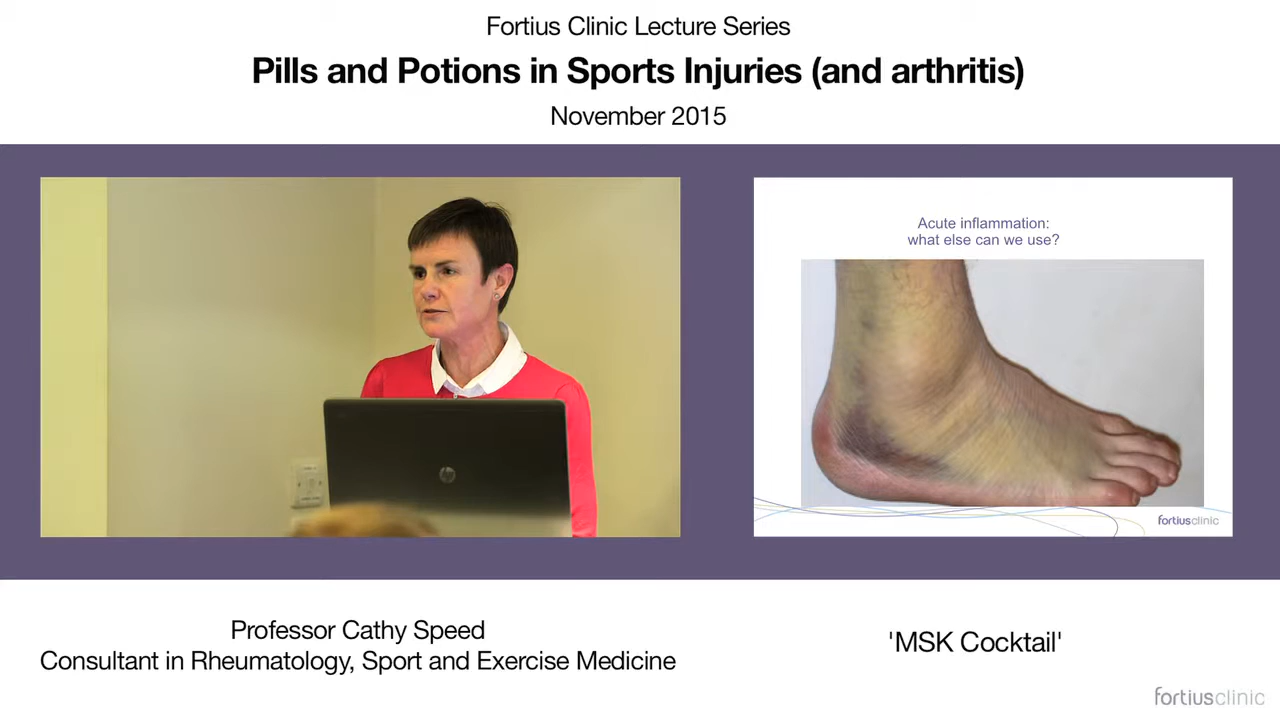 Fortius Clinic Lecture Series
Pills and Potions in Sports Injuries (and arthritis)
November 2015
Acute inflammation:
what else can we use?
fortiusclinic
Professor Cathy Speed
Consultant in Rheumatology, Sport and Exercise Medicine
'MSK Cocktail'
fortiusclinic